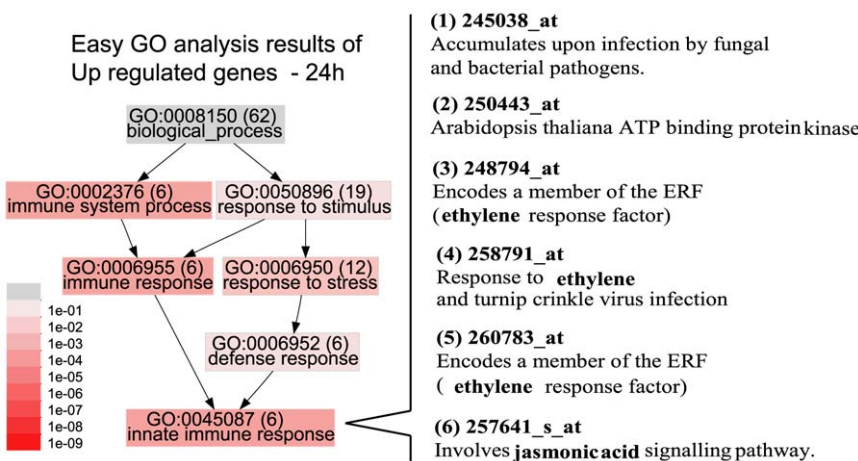 Easy GO analysis results of
Up regulated genes - 24h
GO:0008150 (62)
biological_process
GO:0002376 (6)
immune system process
GO:0050896 (19)
response to stimulus
GO:0006955 (6)
immune response
GO:0006950 (12)
response to stress
GO:0006952 (6)
defense response
GO:0045087 (6)
innate immune response
1e-01
1e-02
1e-03
1e-04
1e-05
1e-06
1e-07
1e-08
1e-09
(1) 245038_at
Accumulates upon infection by fungal
and bacterial pathogens.
(2) 250443_at
Arabidopsis thaliana ATP binding protein kinase
(3) 248794_at
Encodes a member of the ERF
(ethylene response factor)
(4) 258791_at
Response to ethylene
and turnip crinkle virus infection
(5) 260783_at
Encodes a member of the ERF
( ethylene response factor)
(6) 257641_s_at
Involves jasmonic acid signalling pathway.